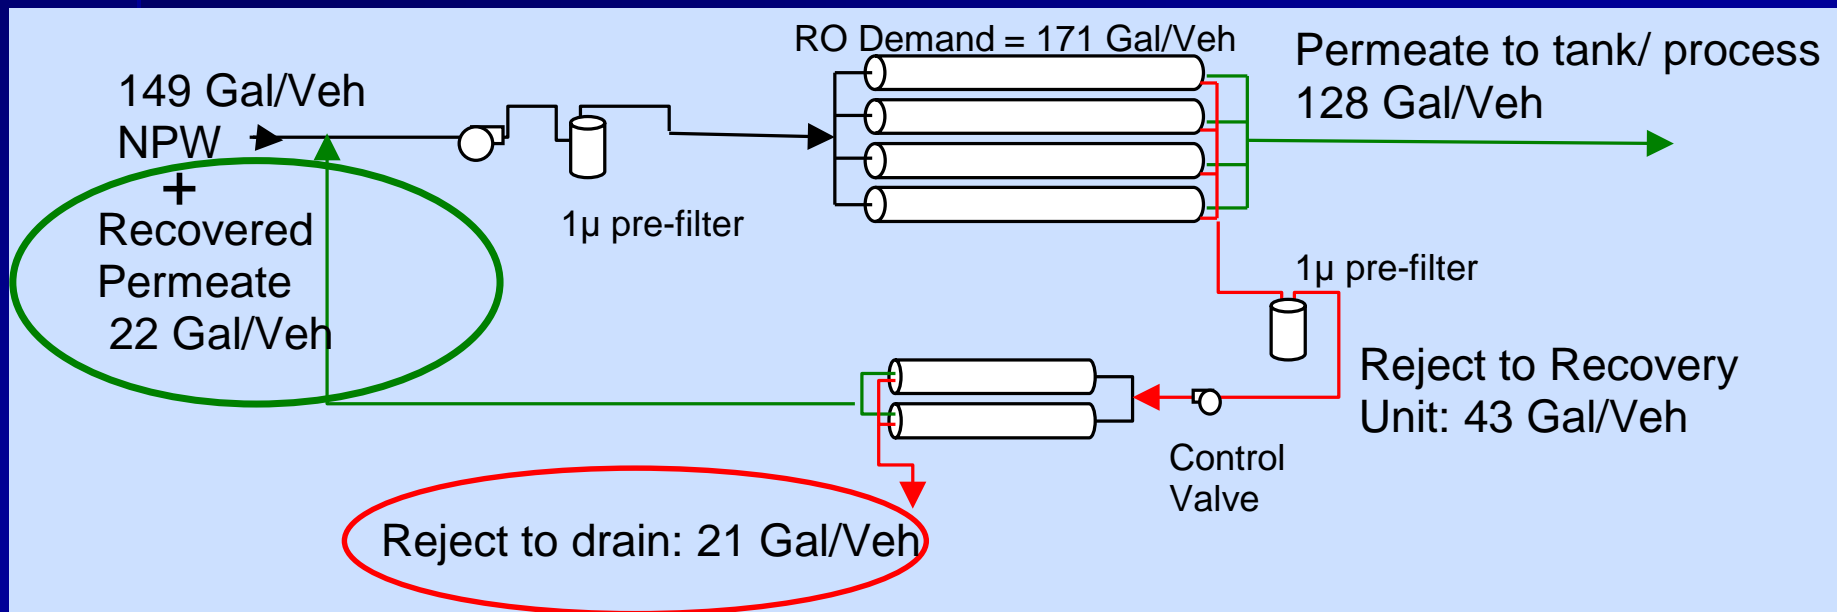 RO Demand = 171 Gal/Veh
Permeate to tank/ process
128 Gal/Veh
149 Gal/Veh
NPW
+
Recovered
Permeate
22 Gal/Veh
1µ pre-filter
1µ pre-filter
Reject to Recovery
Unit: 43 Gal/Veh
Control
Valve
Reject to drain: 21 Gal/Veh